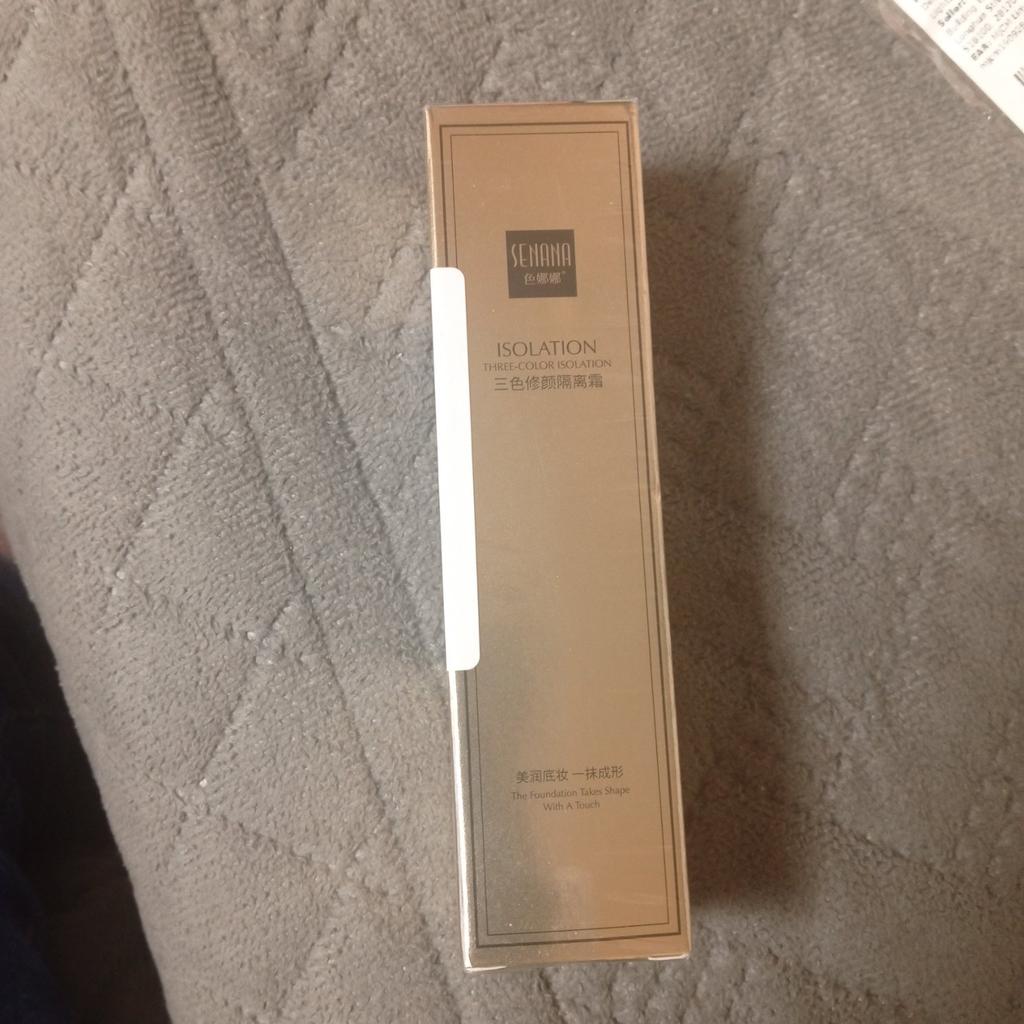 SENANA
色娜娜®
ISOLATION
THREE-COLOR ISOLATION
三色修颜隔离霜
美润底妆 一抹成形
The Foundation Takes Shape
With A Touch
Building